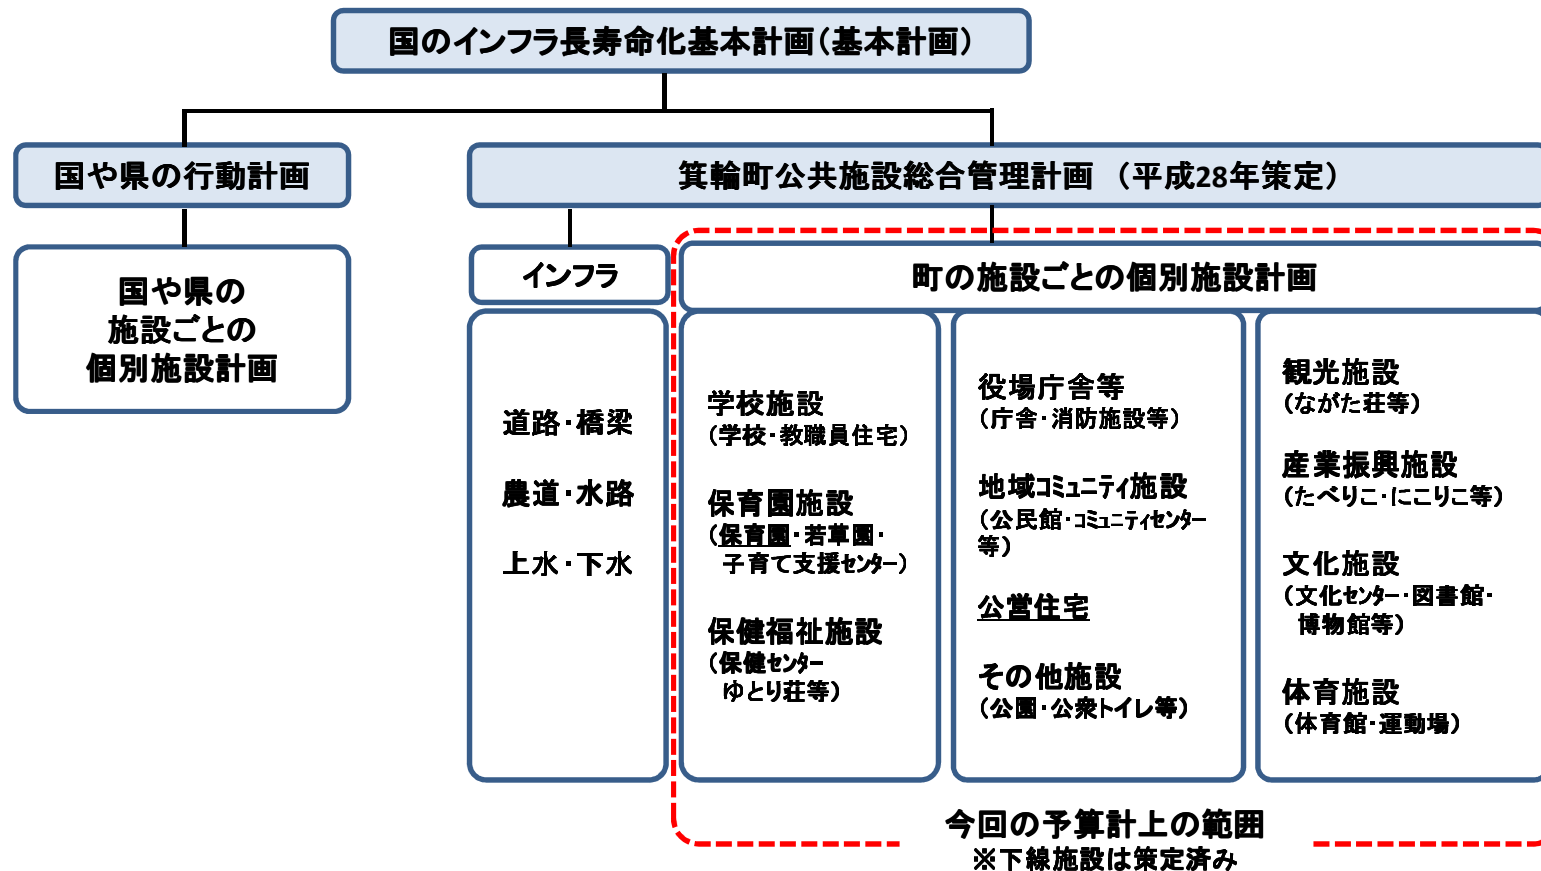 国のインフラ長寿命化基本計画（基本計画）
国や県の行動計画
箕輪町公共施設総合管理計画　（平成28年策定）
国や県の
施設ごとの
個別施設計画
インフラ
町の施設ごとの個別施設計画
道路・橋梁
農道・水路
上水・下水
学校施設
（学校・教職員住宅）
保育園施設
（保育園・若草園・
子育て支援ｾﾝﾀｰ）
保健福祉施設
（保健ｾﾝﾀｰ
ゆとり荘等）
役場庁舎等
（庁舎・消防施設等）
地域ｺﾐｭﾆﾃｨ施設
（公民館・ｺﾐｭﾆﾃｨｾﾝﾀｰ
等）
公営住宅
その他施設
（公園・公衆トイレ等）
観光施設
（ながた荘等）
産業振興施設
（たべりこ・にこりこ等）
文化施設
（文化ｾﾝﾀｰ・図書館・
博物館等）
体育施設
（体育館・運動場）
今回の予算計上の範囲
※下線施設は策定済み